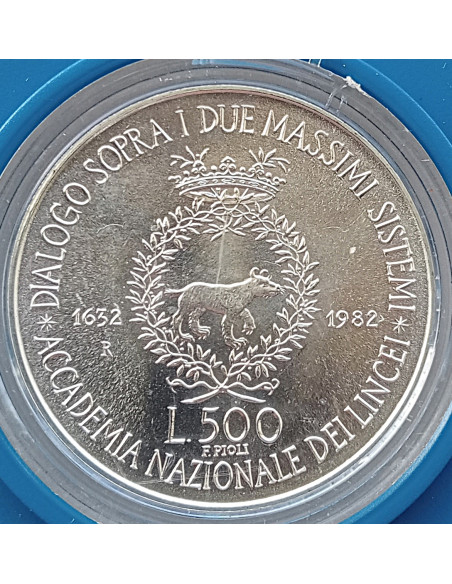 DIALOGO SOPRA I DUE MASSIMI SISTEMI
1632 1982
R
L.500
F. PIOLI
* ACCADEMIA NAZIONALE DEI LINCEI *